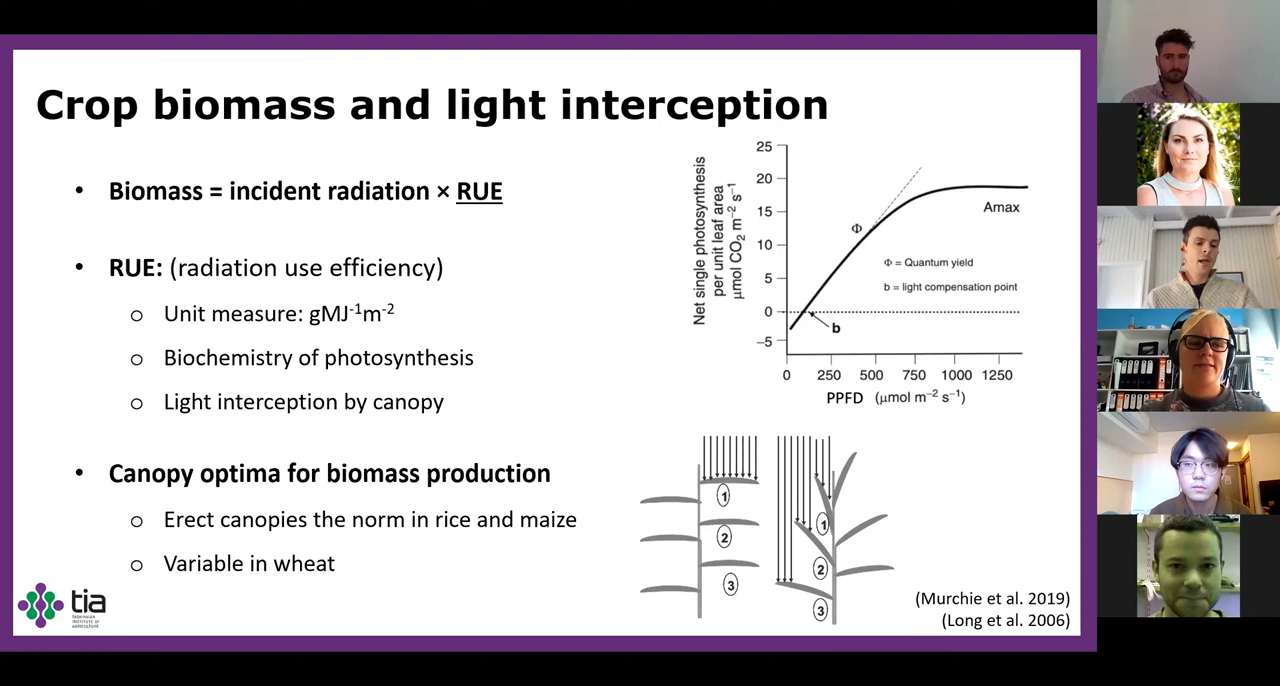 Crop biomass and light interception
• Biomass = incident radiation × RUE
• RUE: (radiation use efficiency)
o Unit measure: gMJ-1m-2
o Biochemistry of photosynthesis
o Light interception by canopy
• Canopy optima for biomass production
o Erect canopies the norm in rice and maize
o Variable in wheat
Net single photosynthesis
per unit leaf area
μmol CO2 m−2 s−1
25
20
15
10
5
0
−5
Φ
Amax
Φ = Quantum yield
b = light compensation point
b
0 250 500 750 1000 1250
PPFD (μmol m−2 s−1)
1
2
3
1
2
3
(Murchie et al. 2019)
(Long et al. 2006)
tia
TASMANIAN
INSTITUTE OF
AGRICULTURE